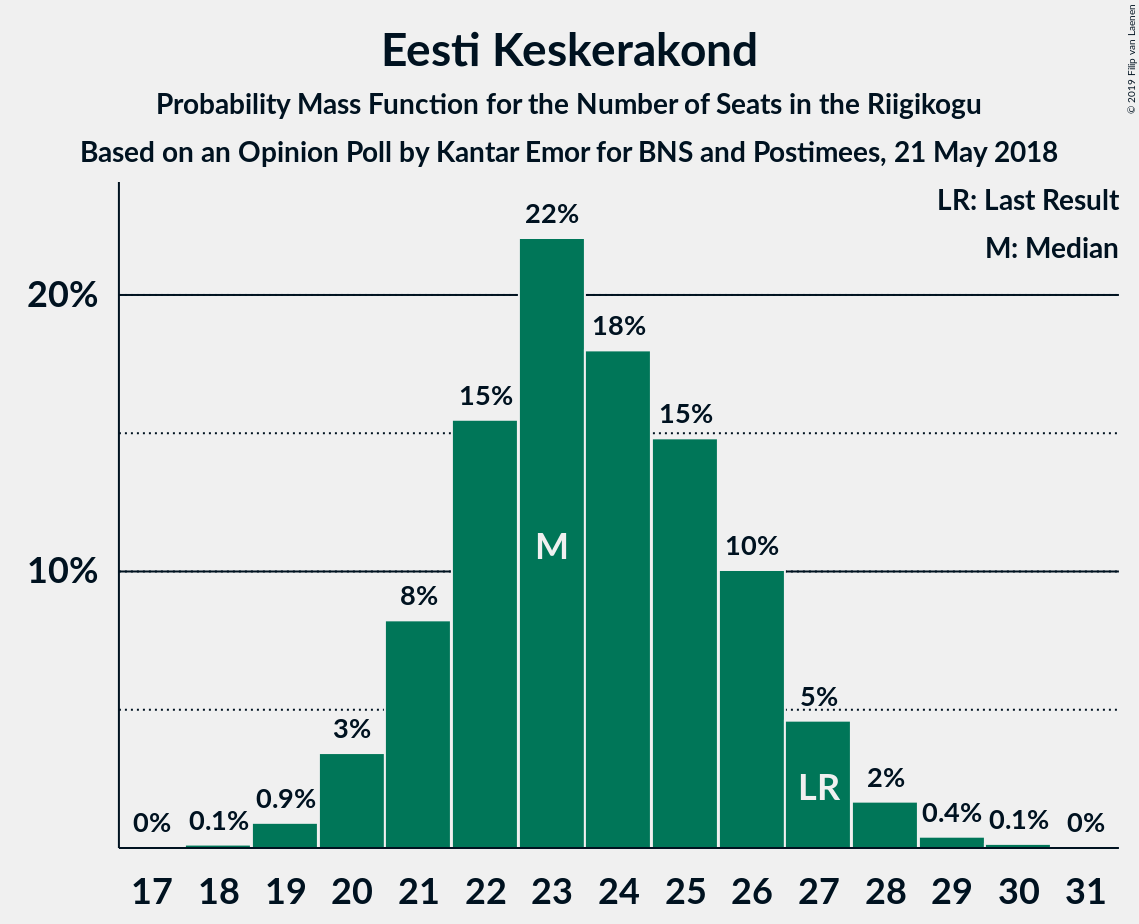 Eesti Keskerakond
Probability Mass Function for the Number of Seats in the Riigikogu
Based on an Opinion Poll by Kantar Emor for BNS and Postimees, 21 May 2018
© 2019 Filip van Laenen
LR: Last Result
M: Median
20%
10%
0%
0.1%
0.9%
3%
8%
15%
22%
18%
15%
10%
5%
2%
0.4%
0.1%
0%
M
LR
17 18 19 20 21 22 23 24 25 26 27 28 29 30 31